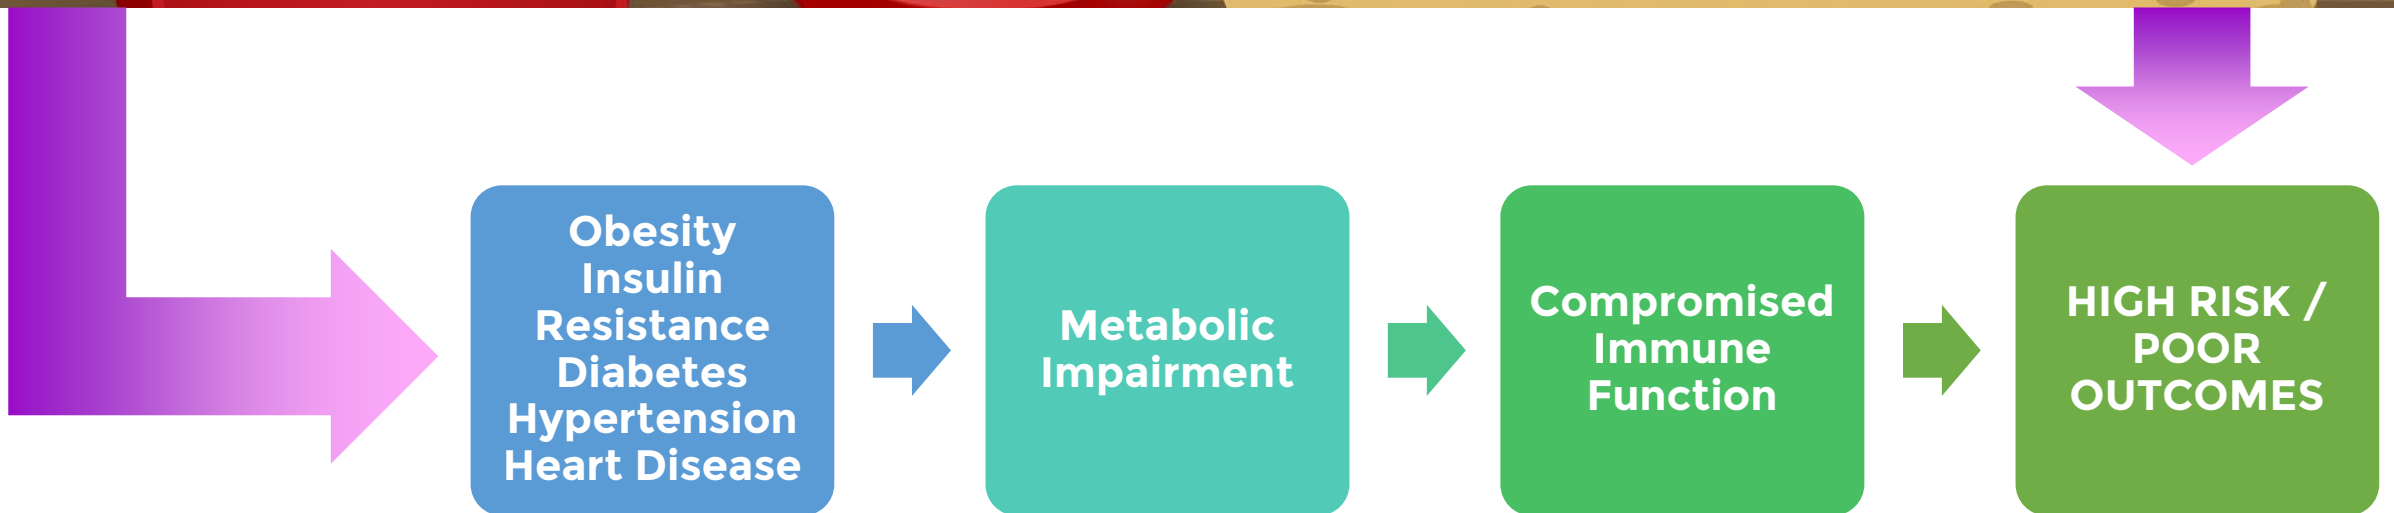 Obesity
Insulin
Resistance
Diabetes
Hypertension
Heart Disease
Metabolic
Impairment
Compromised
Immune
Function
HIGH RISK /
POOR
OUTCOMES